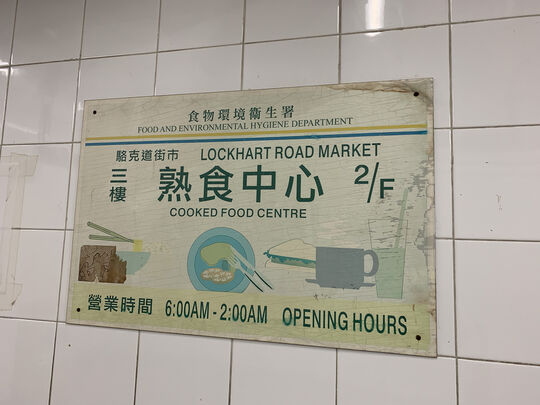 食物環境衞生署
FOOD AND ENVIRONMENTAL HYGIENE DEPARTMENT
駱克道街市 LOCKHART ROAD MARKET
三樓 熟食中心 2/F
COOKED FOOD CENTRE
營業時間 6:00AM - 2:00AM OPENING HOURS